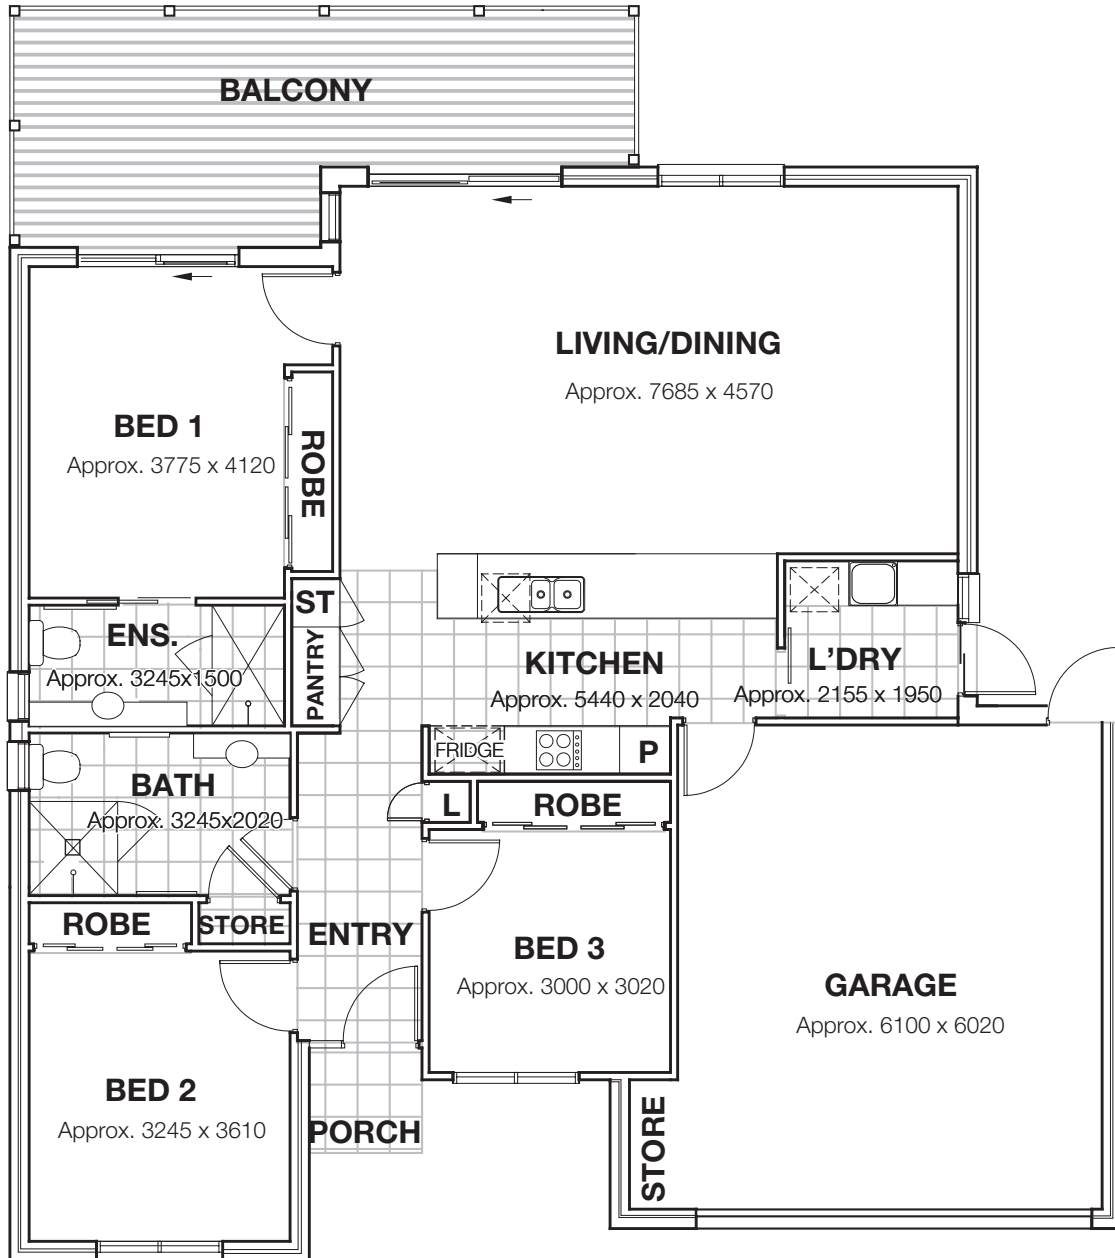 BALCONY
LIVING/DINING
Approx. 7685 x 4570
BED 1
Approx. 3775 x 4120
ROBE
ST
PANTRY
ENS.
Approx. 3245x1500
KITCHEN
Approx. 5440 x 2040
L'DRY
Approx. 2155 x 1950
FRIDGE
P
BATH
Approx. 3245x2020
L
ROBE
ROBE
STORE
ENTRY
BED 3
Approx. 3000 x 3020
GARAGE
Approx. 6100 x 6020
BED 2
Approx. 3245 x 3610
PORCH
STORE